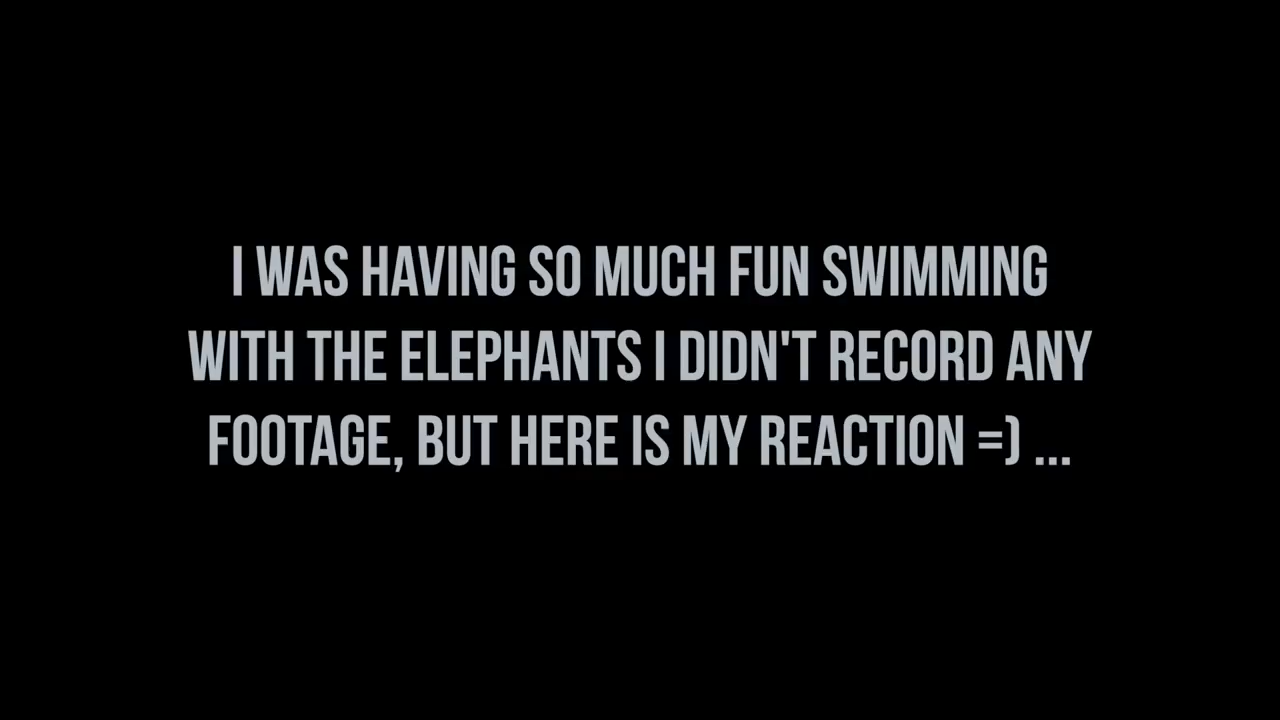 I WAS HAVING SO MUCH FUN SWIMMING
WITH THE ELEPHANTS I DIDN'T RECORD ANY
FOOTAGE, BUT HERE IS MY REACTION =) ...